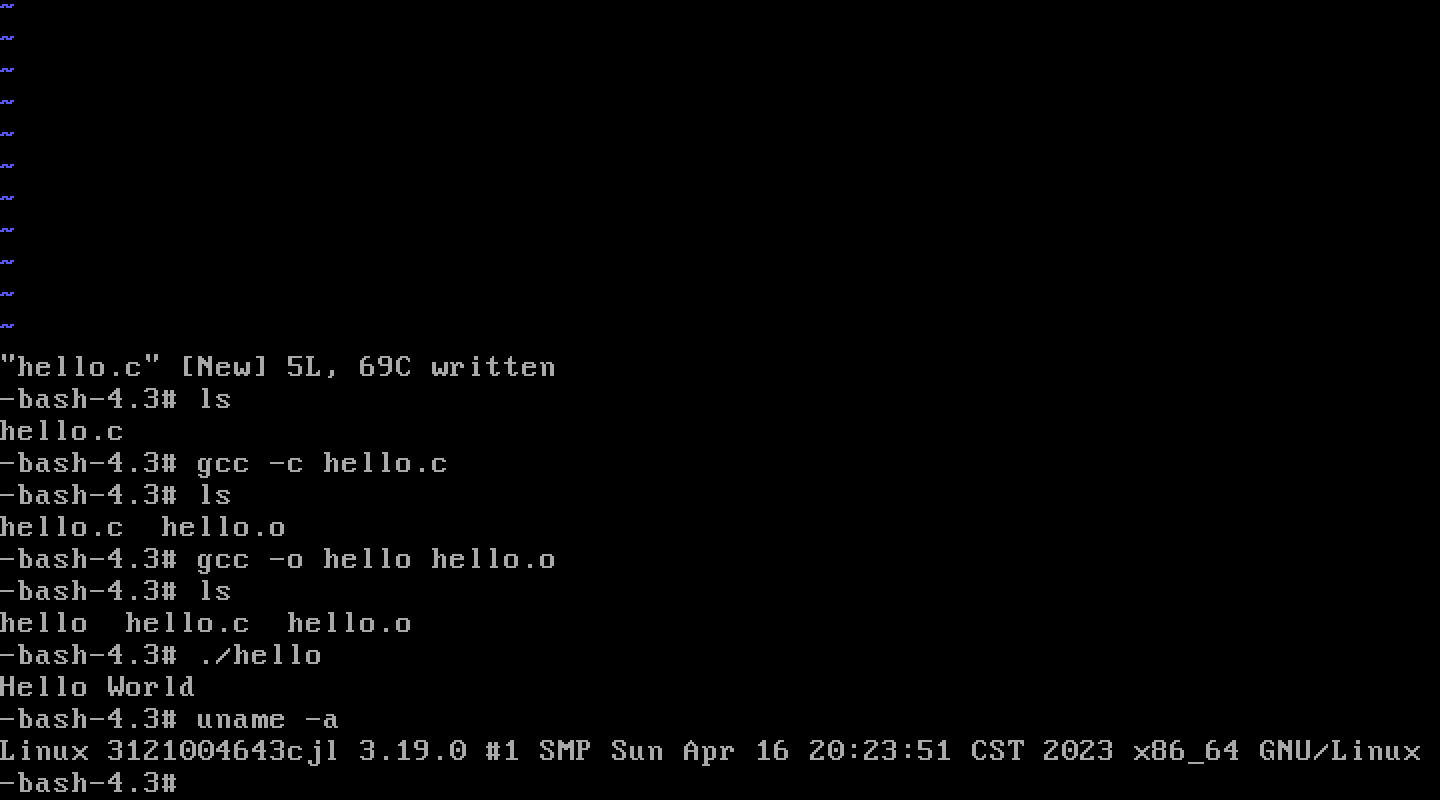 ~
~
~
~
~
~
~
~
~
~
~
"hello.c" [New] 5L, 69C written
-bash-4.3# ls
hello.c
-bash-4.3# gcc -c hello.c
-bash-4.3# ls
hello.c  hello.o
-bash-4.3# gcc -o hello hello.o
-bash-4.3# ls
hello  hello.c  hello.o
-bash-4.3# ./hello
Hello World
-bash-4.3# uname -a
Linux 3121004643cjl 3.19.0 #1 SMP Sun Apr 16 20:23:51 CST 2023 x86_64 GNU/Linux
-bash-4.3#